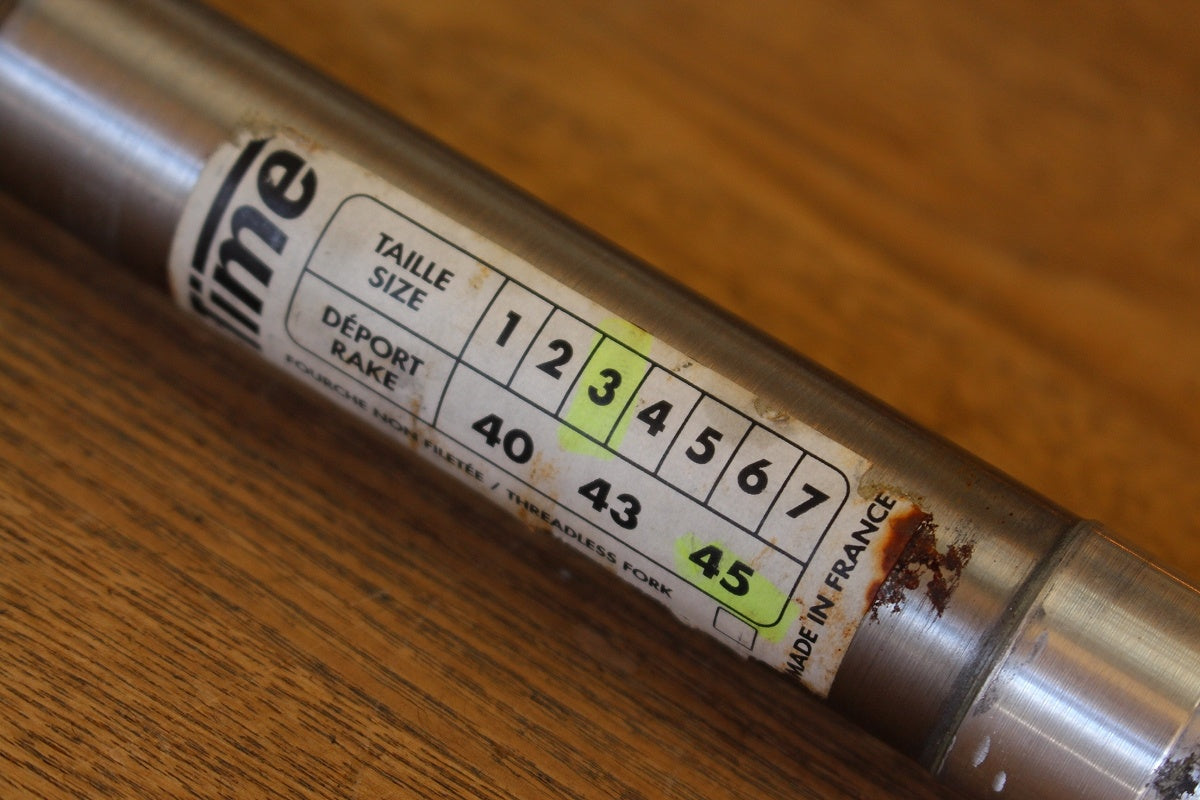 Time
TAILLE
SIZE
1 2 3 4 5 6 7
DÉPORT
RAKE
40 43 45
FOURCHE NON FILETÉE / THREADLESS FORK
MADE IN FRANCE